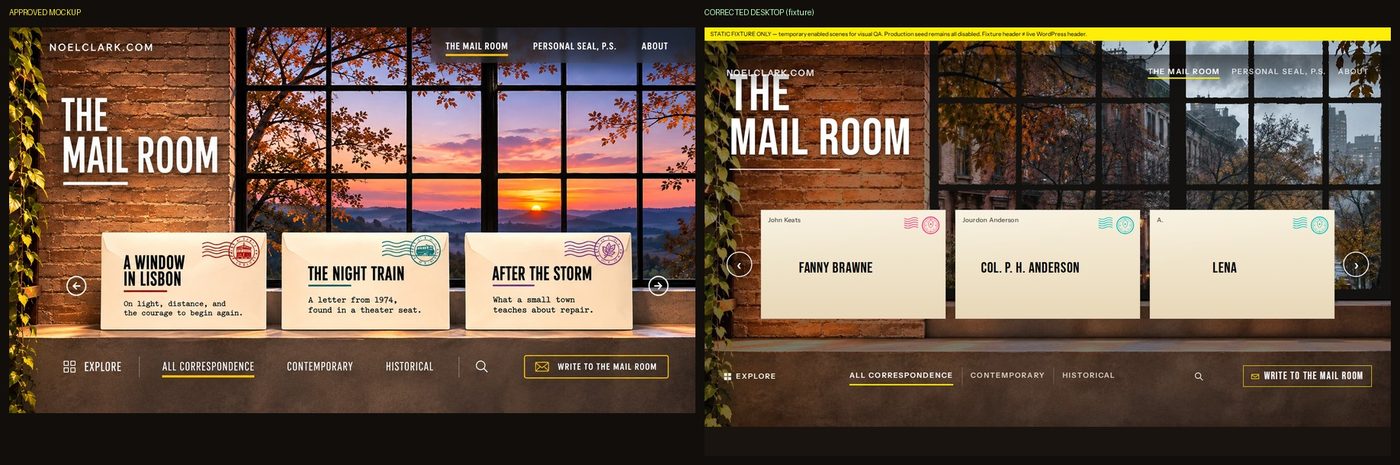 APPROVED MOCKUP
NOELCLARK.COM
THE MAIL ROOM
PERSONAL SEAL, P.S.
ABOUT
THE
MAIL ROOM
A WINDOW
IN LISBON
On light, distance, and
the courage to begin again.
THE NIGHT TRAIN
A letter from 1974,
found in a theater seat.
AFTER THE STORM
What a small town
teaches about repair.
EXPLORE
ALL CORRESPONDENCE
CONTEMPORARY
HISTORICAL
WRITE TO THE MAIL ROOM
CORRECTED DESKTOP (fixture)
STATIC FIXTURE ONLY — temporary-enabled scenes for visual QA. Production seed remains all disabled. Fixture header ≠ live WordPress header.
NOELCLARK.COM
THE MAIL ROOM
PERSONAL SEAL, P.S.
ABOUT
THE
MAIL ROOM
John Keats
FANNY BRAWNE
Jourdon Anderson
COL. P. H. ANDERSON
A.
LENA
EXPLORE
ALL CORRESPONDENCE
CONTEMPORARY
HISTORICAL
WRITE TO THE MAIL ROOM